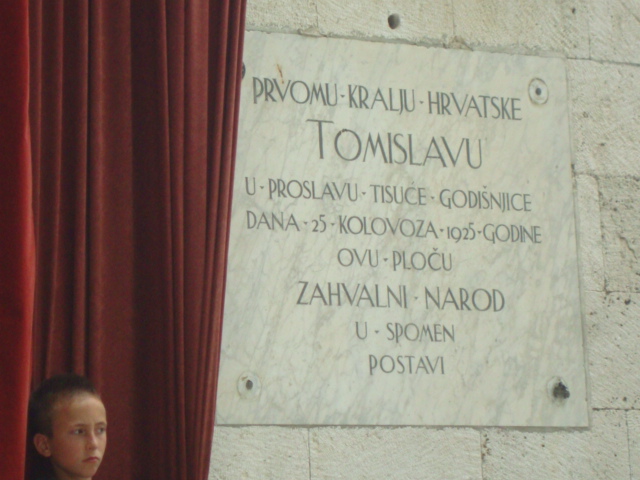 PRVOMU·KRALJU·HRVATSKE
TOMISLAVU
U·PROSLAVU·TISUĆE·GODIŠNJICE
DANA·25·KOLOVOZA·1925·GODINE
OVU·PLOČU
ZAHVALNI·NAROD
U·SPOMEN
POSTAVI